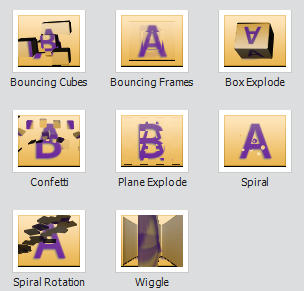 A
B
A
A
Bouncing Cubes
Bouncing Frames
Box Explode
B
B
A
Confetti
Plane Explode
Spiral
A
Spiral Rotation
Wiggle